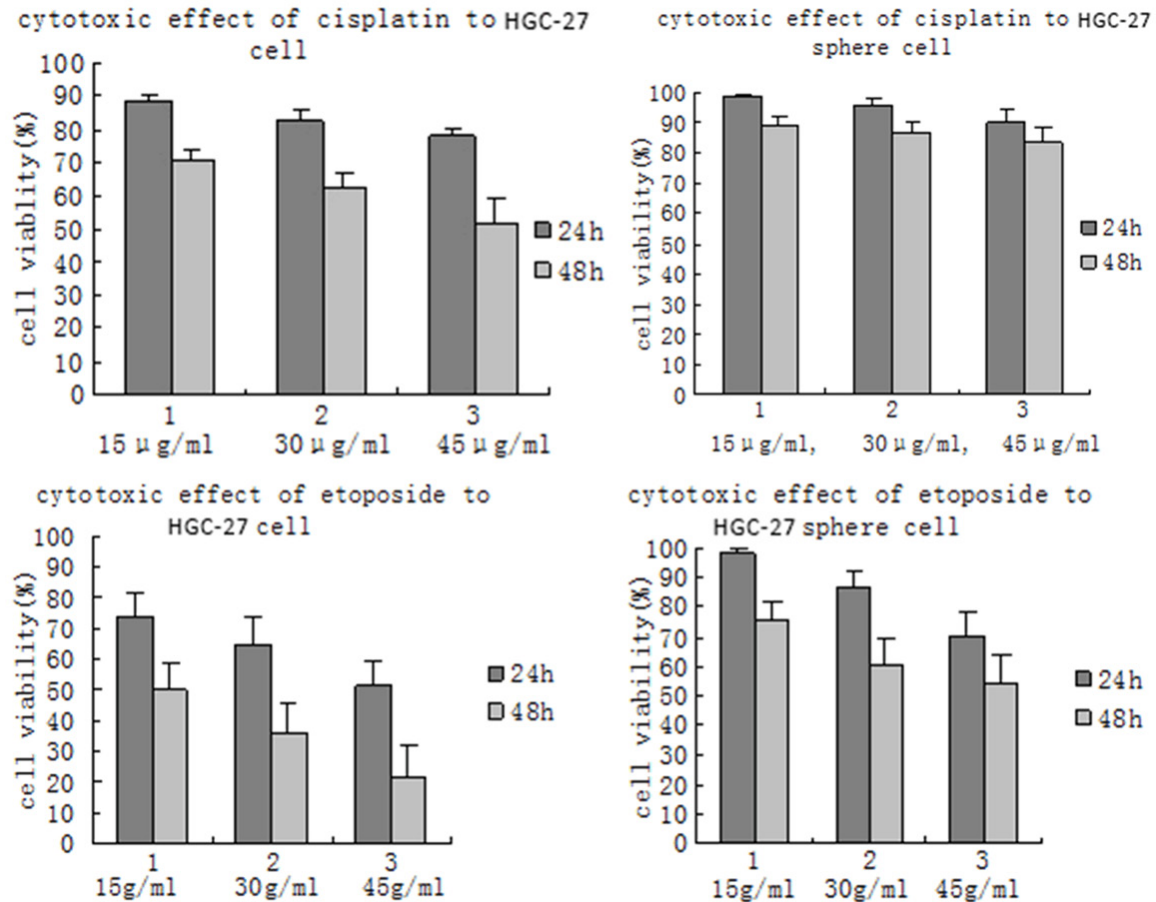 cytotoxic effect of cisplatin to HGC-27
cell
cell viablity(%)
100
90
80
70
60
50
40
30
20
10
0
24h
48h
1
2
3
15μg/ml
30μg/ml
45μg/ml
cytotoxic effect of cisplatin to HGC-27
sphere cell
cell viability(%)
100
90
80
70
60
50
40
30
20
10
0
24h
48h
1
2
3
15μg/ml,
30μg/ml,
45μg/ml
cytotoxic effect of etoposide to
HGC-27 cell
cell viability(%)
100
90
80
70
60
50
40
30
20
10
0
24h
48h
1
2
3
15g/ml
30g/ml
45g/ml
cytotoxic effect of etoposide to
HGC-27 sphere cell
cell viability(%)
100
90
80
70
60
50
40
30
20
10
0
24h
48h
1
2
3
15g/ml
30g/ml
45g/ml